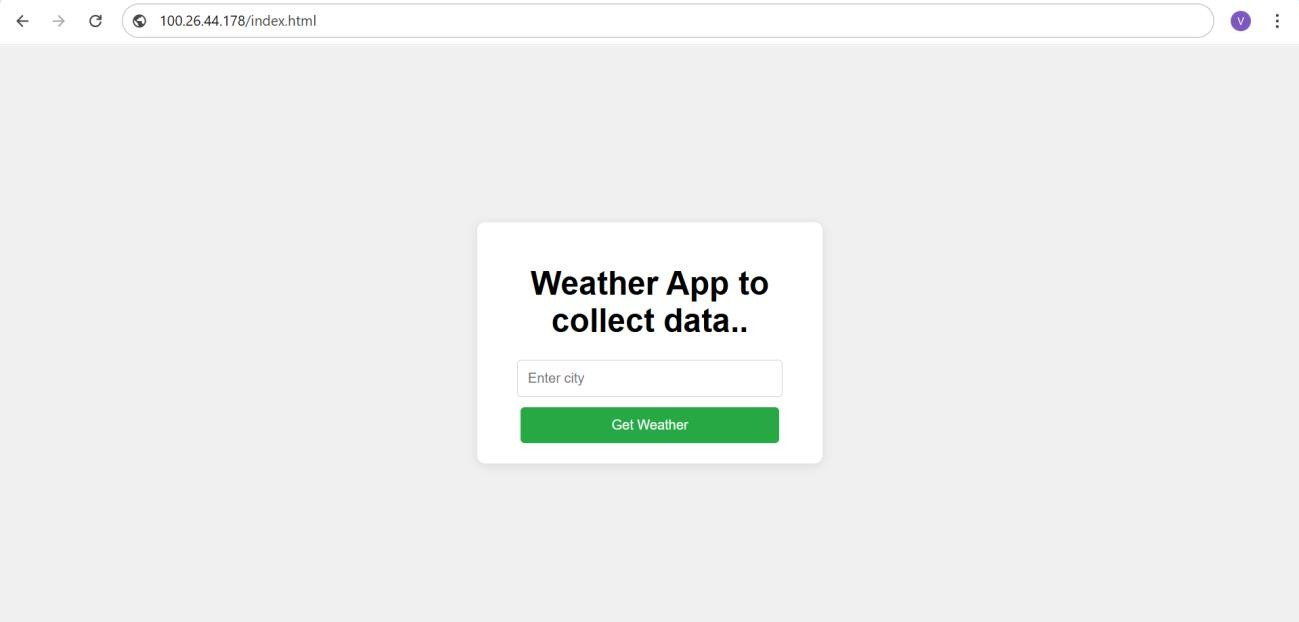 100.26.44.178/index.html
V
Weather App to
collect data..
Enter city
Get Weather